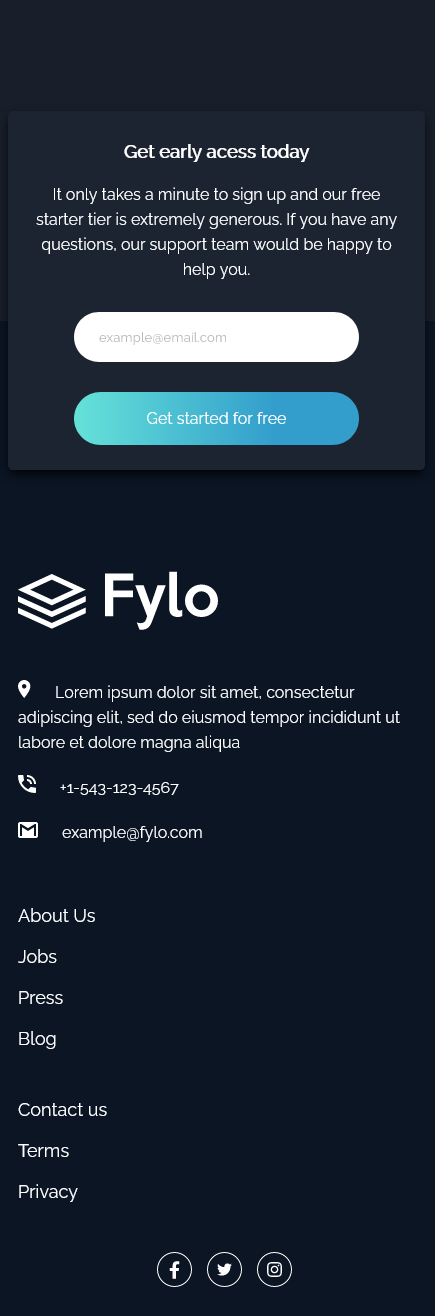 Get early acess today
It only takes a minute to sign up and our free
starter tier is extremely generous. If you have any
questions, our support team would be happy to
help you.
example@email.com
Get started for free
Fylo
Lorem ipsum dolor sit amet, consectetur
adipiscing elit, sed do eiusmod tempor incididunt ut
labore et dolore magna aliqua
+1-543-123-4567
example@fylo.com
About Us
Jobs
Press
Blog
Contact us
Terms
Privacy